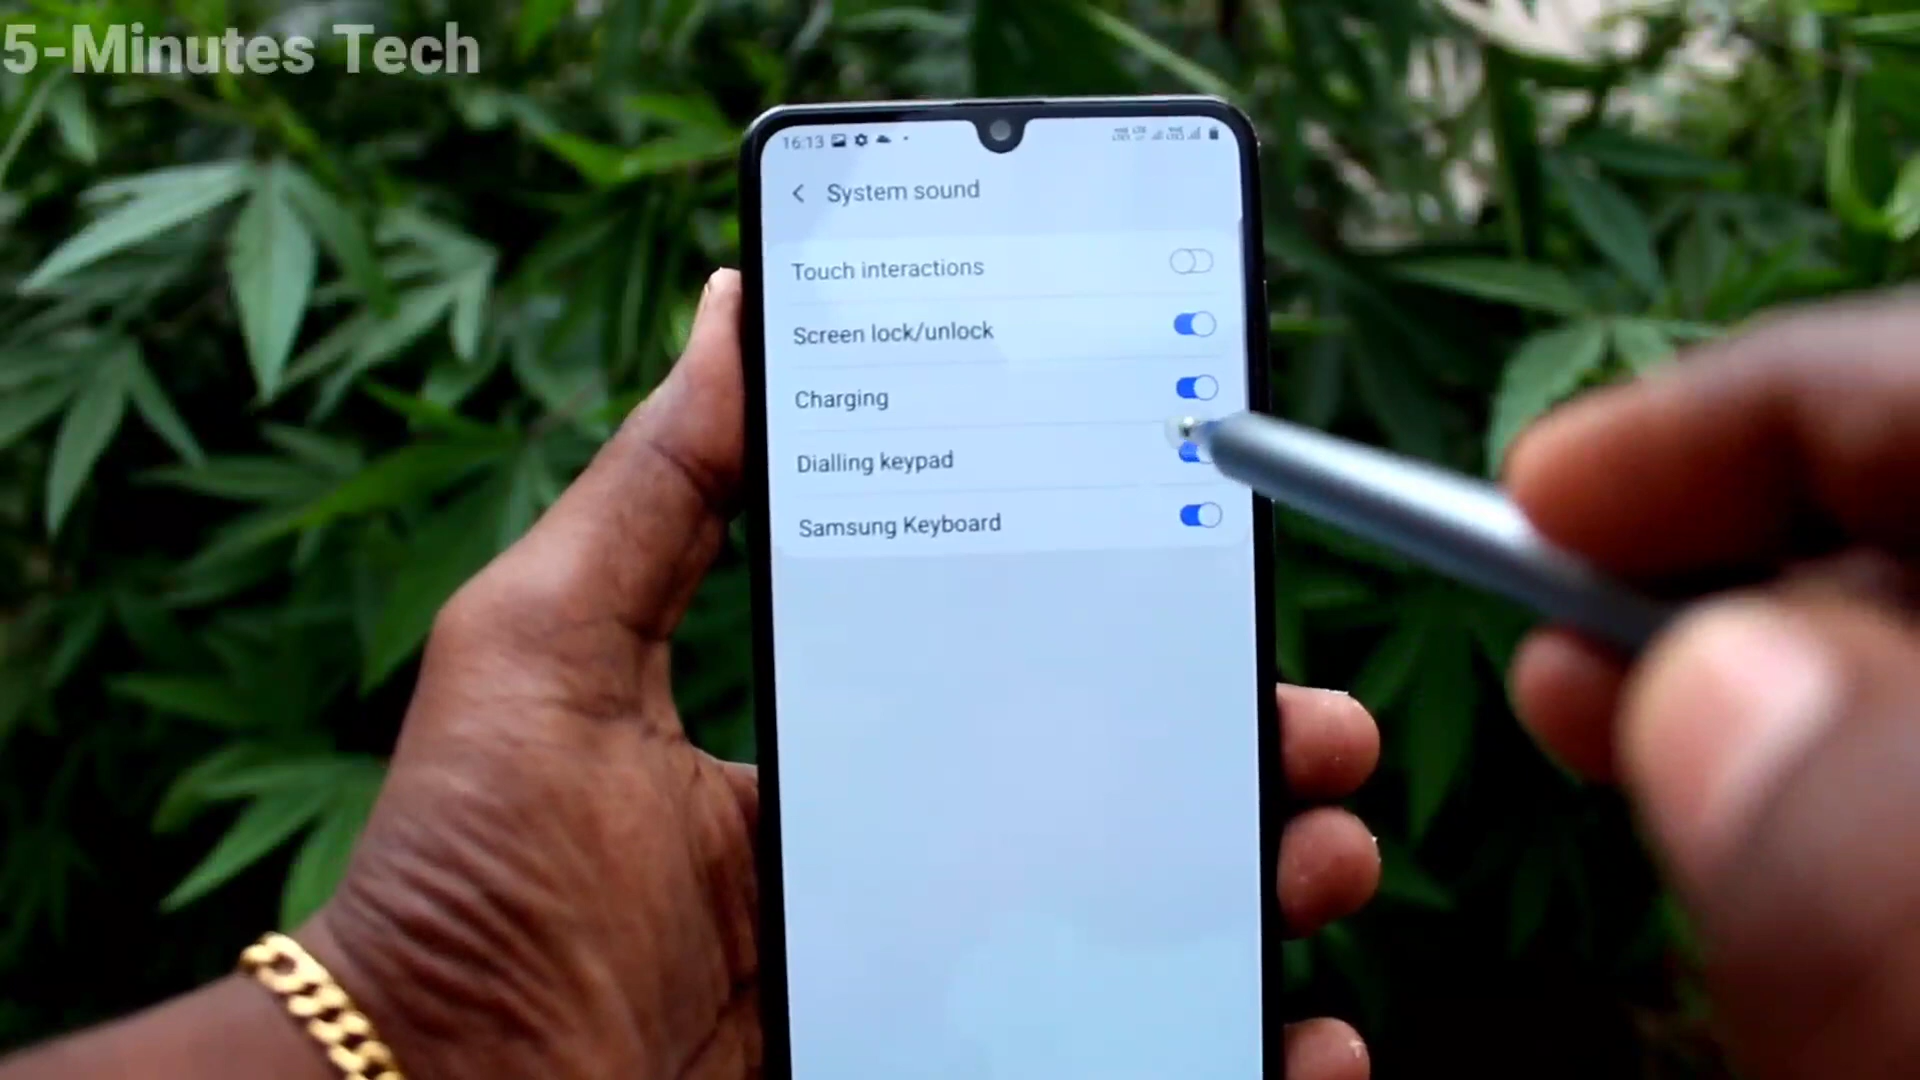 5-Minutes Tech
16:13
System sound
Touch interactions
Screen lock/unlock
Charging
Dialling keypad
Samsung Keyboard